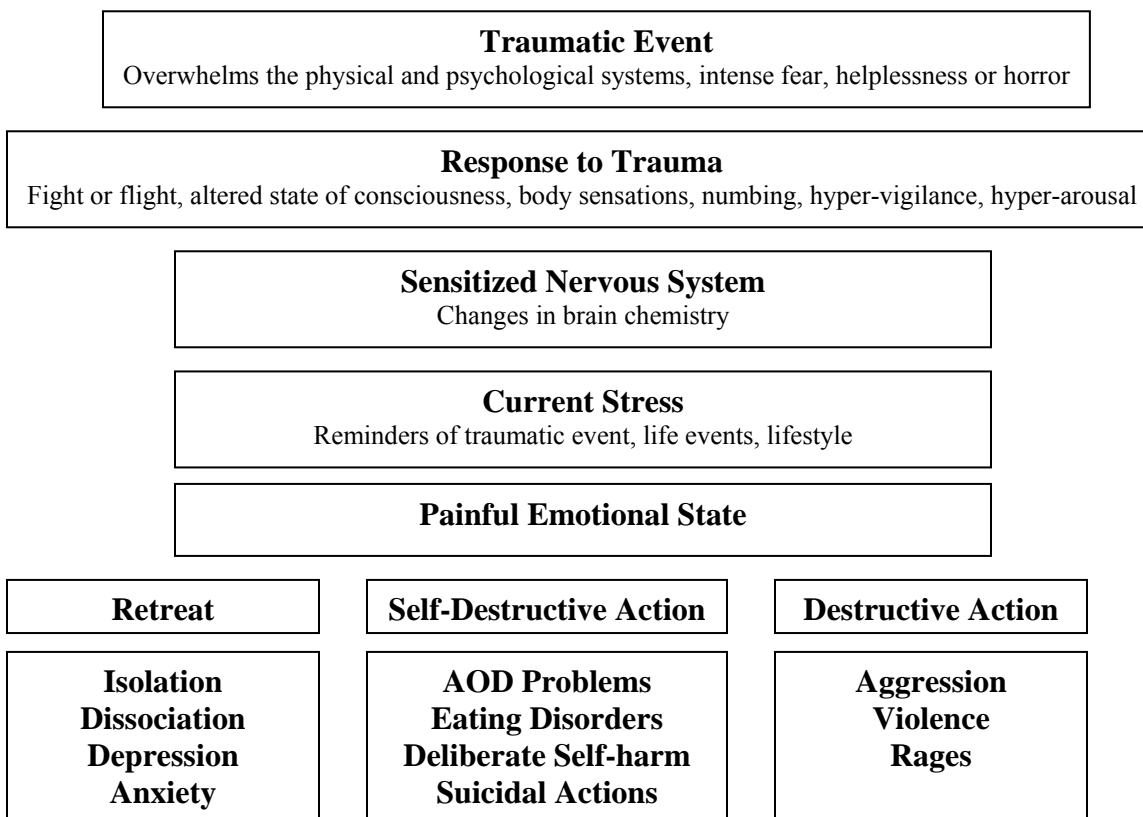 Traumatic Event
Overwhelms the physical and psychological systems, intense fear, helplessness or horror
Response to Trauma
Fight or flight, altered state of consciousness, body sensations, numbing, hyper-vigilance, hyper-arousal
Sensitized Nervous System
Changes in brain chemistry
Current Stress
Reminders of traumatic event, life events, lifestyle
Painful Emotional State
Retreat
Isolation
Dissociation
Depression
Anxiety
Self-Destructive Action
AOD Problems
Eating Disorders
Deliberate Self-harm
Suicidal Actions
Destructive Action
Aggression
Violence
Rages